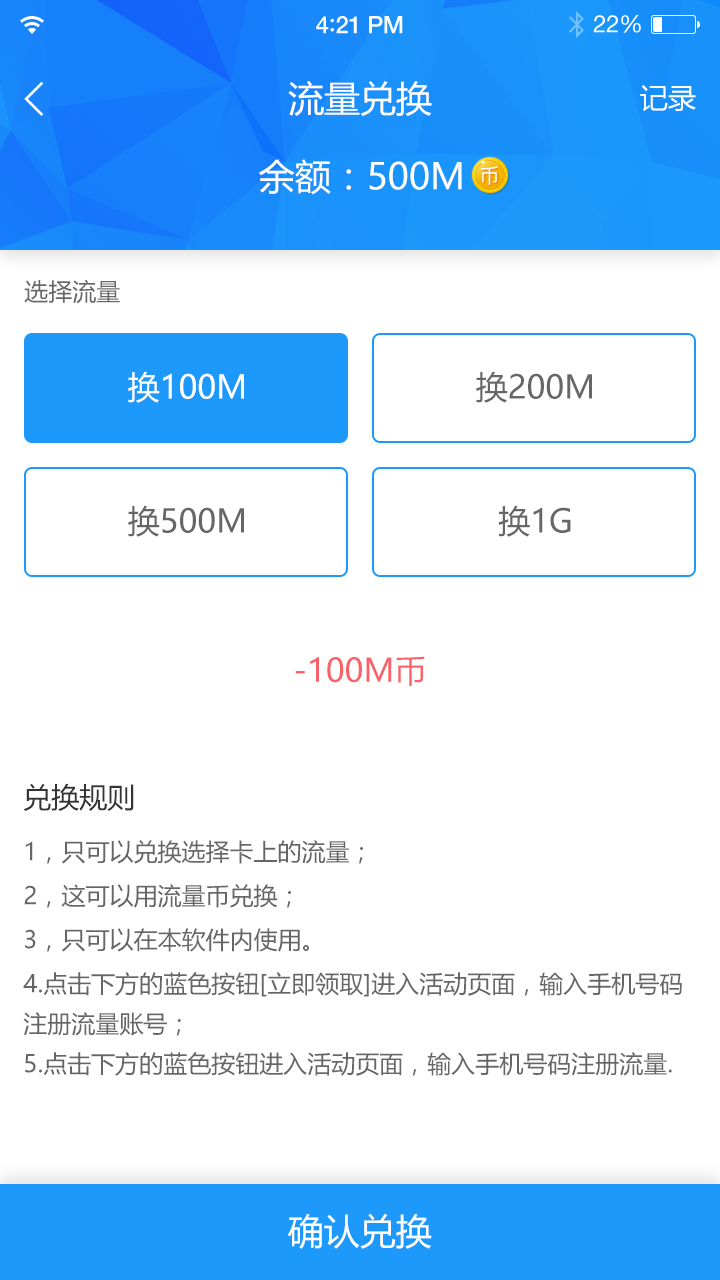 4:21 PM
22%
流量兑换
记录
余额：500M币
选择流量
换100M
换200M
换500M
换1G
-100M币
兑换规则
1，只可以兑换选择卡上的流量；
2，这可以用流量币兑换；
3，只可以在本软件内使用。
4.点击下方的蓝色按钮[立即领取]进入活动页面，输入手机号码
注册流量账号；
5.点击下方的蓝色按钮进入活动页面，输入手机号码注册流量.
确认兑换